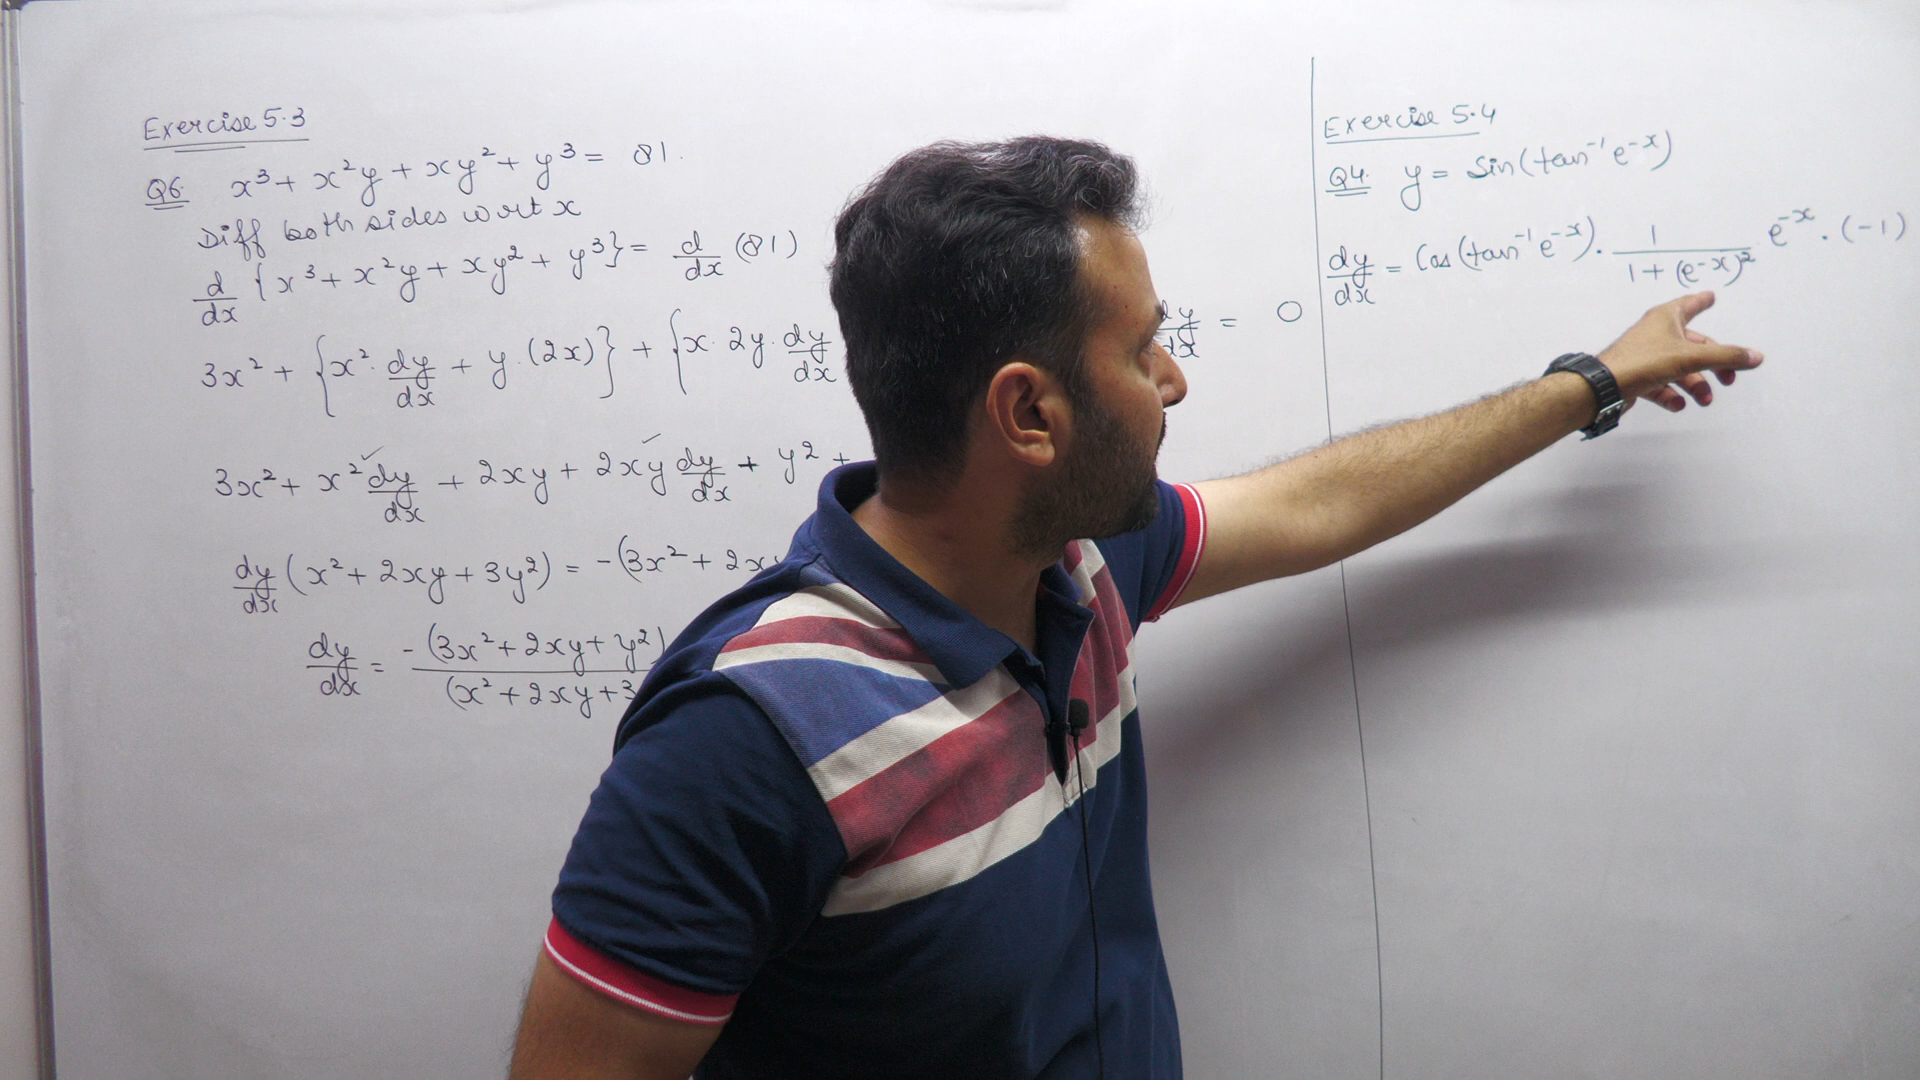 Exercise 5.3
Q6. x³ + x²y + xy² + y³ = 81.
Diff both sides wrt x
d/dx {x³ + x²y + xy² + y³} = d/dx (81)
3x² + {x². dy/dx + y.(2x)} + {x. 2y. dy/dx dy/dx = 0
3x² + x² dy/dx + 2xy + 2xy dy/dx + y² +
dy/dx (x² + 2xy + 3y²) = -(3x² + 2xy
dy/dx = -(3x² + 2xy + y²) / (x² + 2xy + 3
Exercise 5.4
Q4. y = Sin(tan⁻¹ e⁻ˣ)
dy/dx = Cos(tan⁻¹ e⁻ˣ). 1/(1 + (e⁻ˣ)²) e⁻ˣ. (-1)